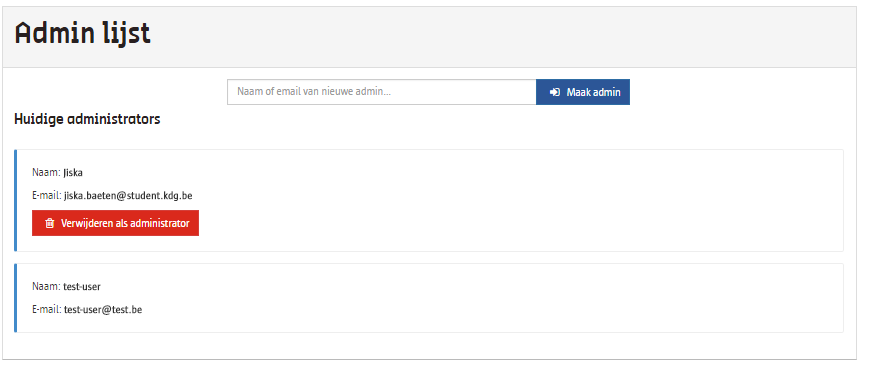 Admin lijst
Naam of email van nieuwe admin...
Maak admin
Huidige administrators
Naam: Jiska
E-mail: jiska.baeten@student.kdg.be
Verwijderen als administrator
Naam: test-user
E-mail: test-user@test.be